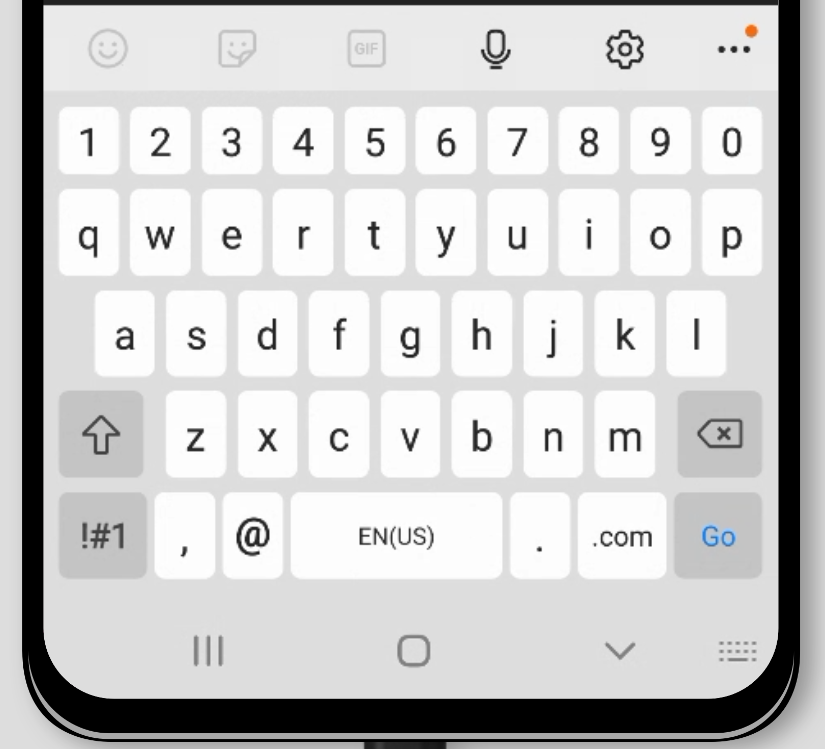 GIF
1 2 3 4 5 6 7 8 9 0
q w e r t y u i o p
a s d f g h j k l
z x c v b n m
!#1 , @ EN(US) . .com Go